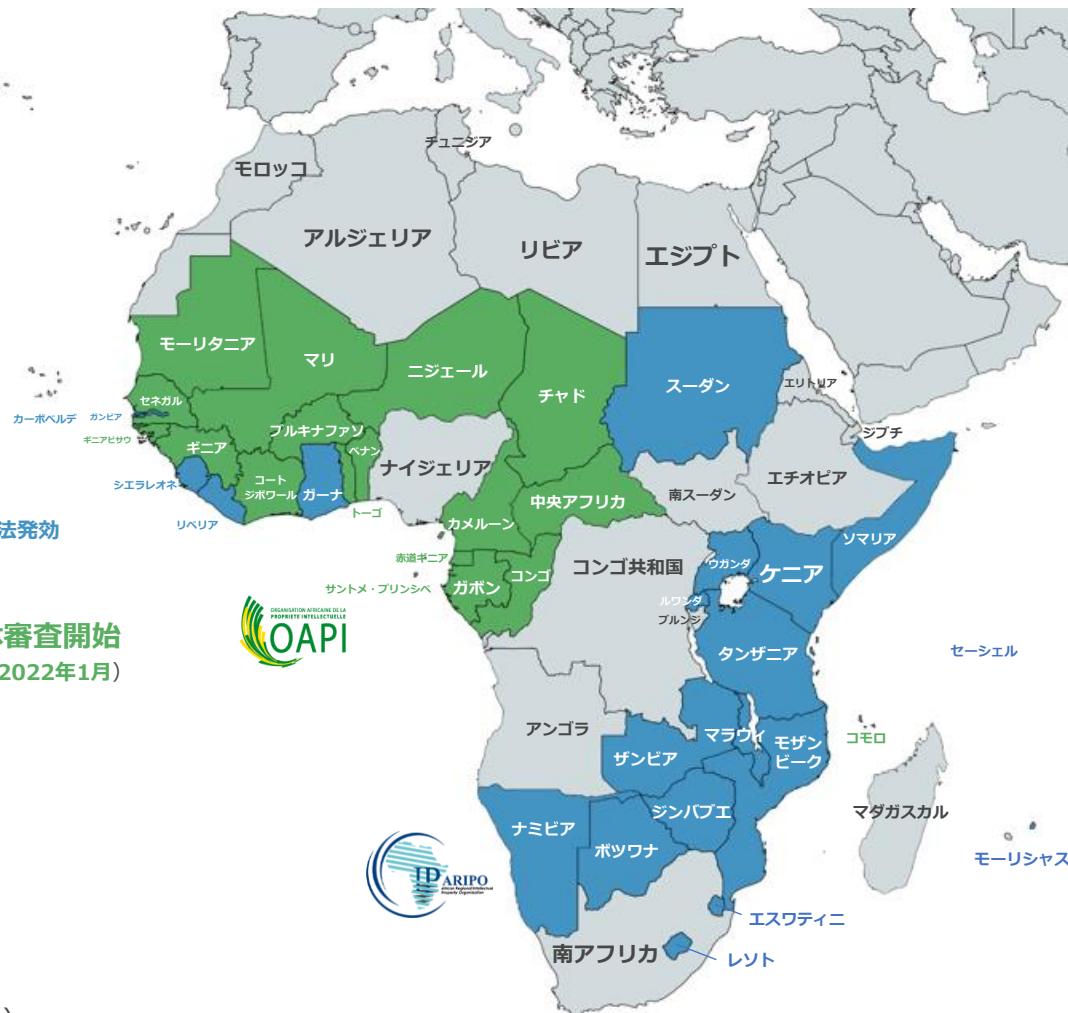 チュニジア
モロッコ
アルジェリア
リビア
エジプト
モーリタニア
マリ
ニジェール
チャド
スーダン
エリトリア
セネガル
カーボベルデ
ガンビア
ギニアビサウ
ギニア
ブルキナファソ
ベナン
ナイジェリア
ジブチ
エチオピア
シエラレオネ
コート
ジボワール
ガーナ
トーゴ
中央アフリカ
南スーダン
リベリア
カメルーン
ソマリア
法発効
赤道ギニア
コンゴ共和国
ウガンダ
ケニア
サントメ・プリンシペ
ガボン
コンゴ
ルワンダ
ブルンジ
審査開始
2022年1月）
ORGANISATION AFRICAINE DE LA
PROPRIETE INTELLECTUELLE
OAPI
タンザニア
セーシェル
アンゴラ
マラウィ
モザン
ビーク
コモロ
ザンビア
ジンバブエ
マダガスカル
ナミビア
ボツワナ
モーリシャス
IP ARIPO
African Regional Intellectual
Property Organization
エスワティニ
南アフリカ
レソト
）